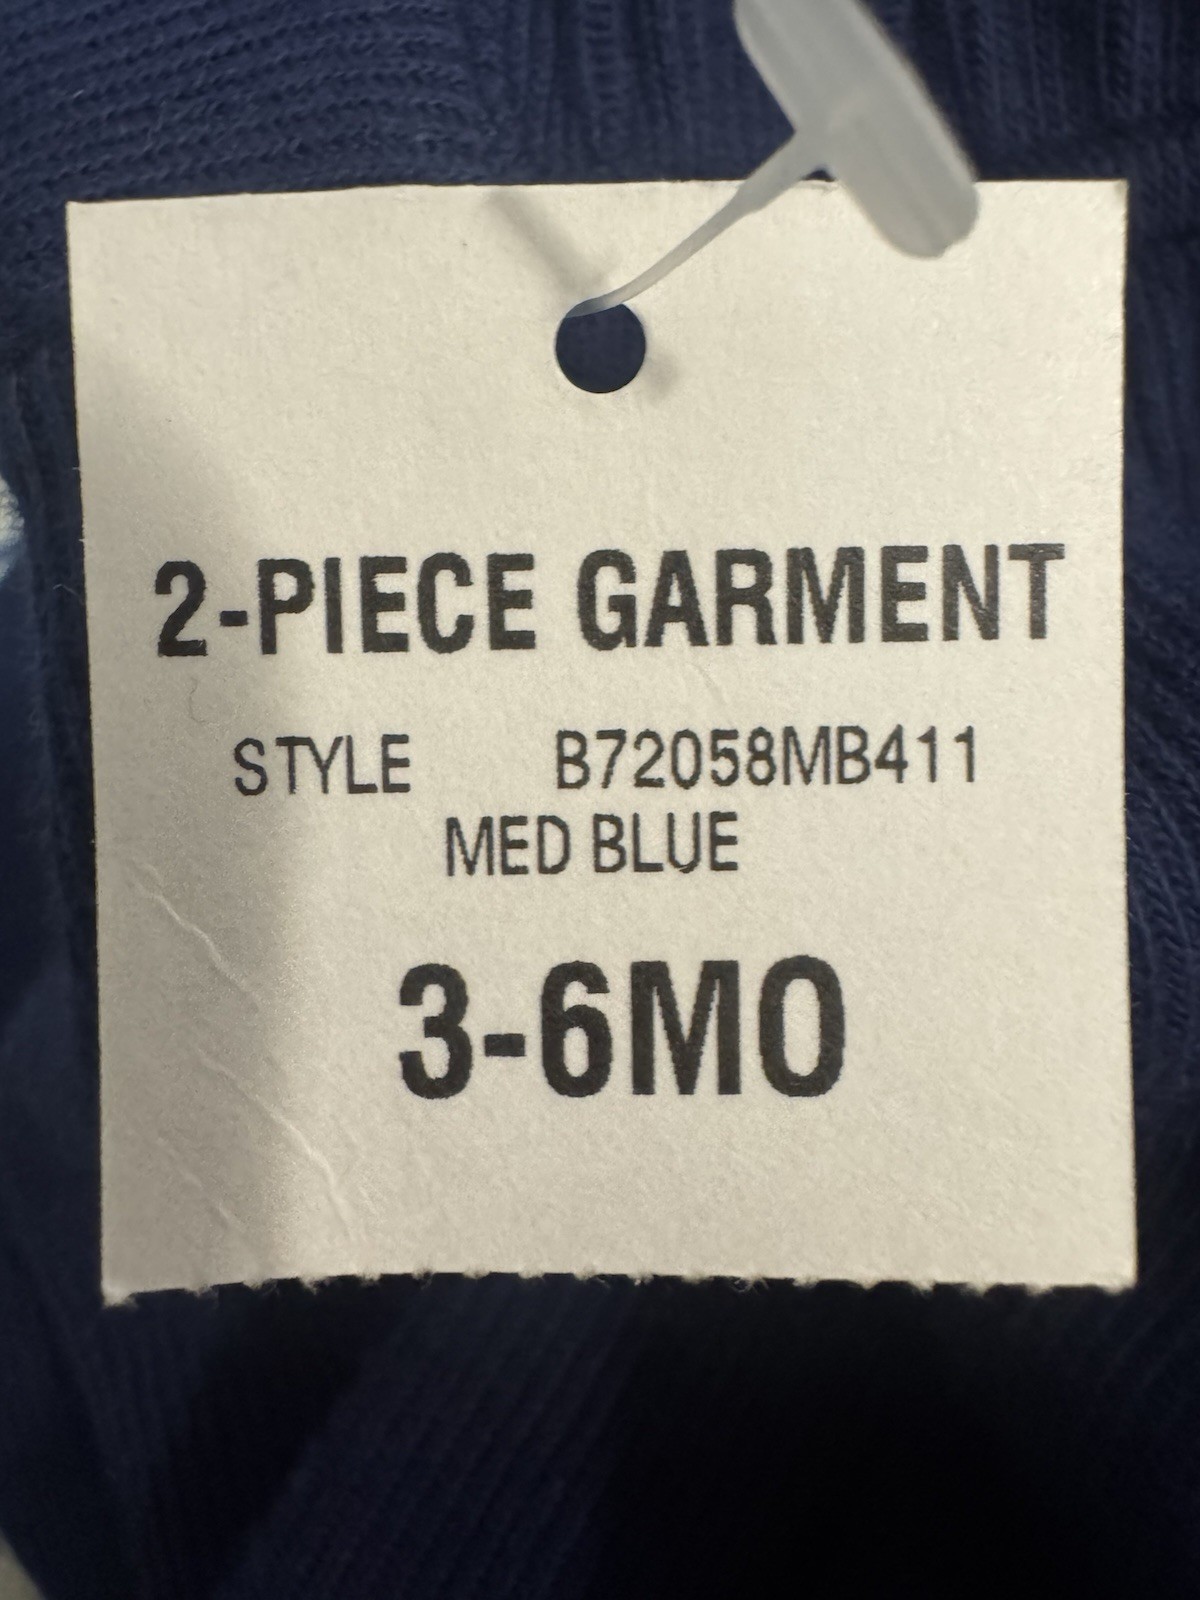 2-PIECE GARMENT
STYLE B72058MB411
MED BLUE
3-6MO